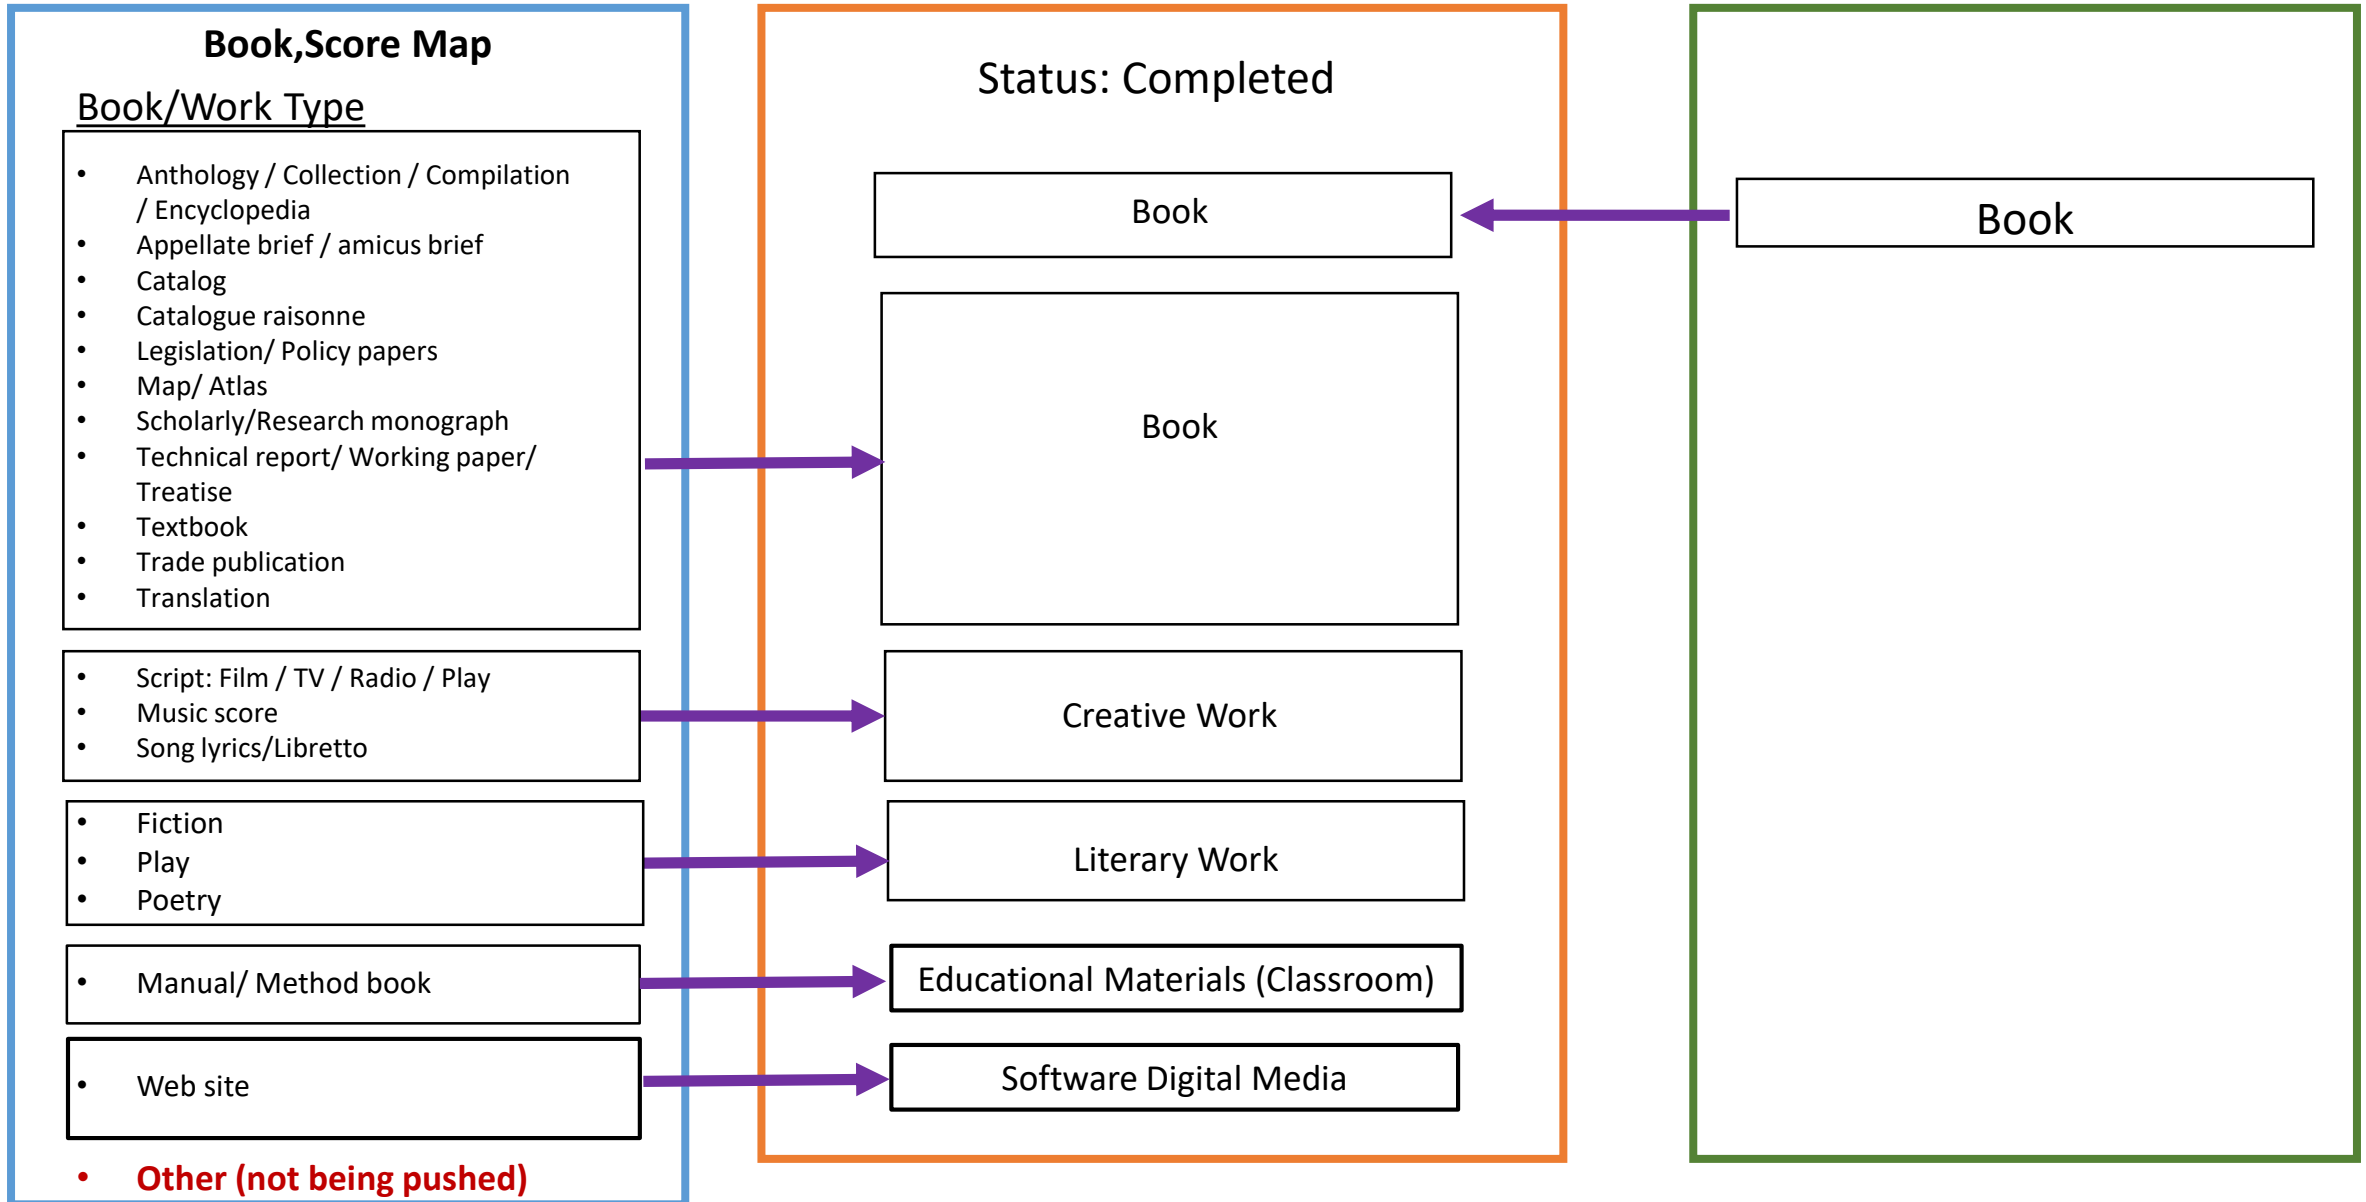 Book,Score Map
Book/Work Type
• Anthology / Collection / Compilation
/ Encyclopedia
• Appellate brief / amicus brief
• Catalog
• Catalogue raisonne
• Legislation/ Policy papers
• Map/ Atlas
• Scholarly/Research monograph
• Technical report/ Working paper/
Treatise
• Textbook
• Trade publication
• Translation
• Script: Film / TV / Radio / Play
• Music score
• Song lyrics/Libretto
• Fiction
• Play
• Poetry
• Manual/ Method book
• Web site
• Other (not being pushed)
Status: Completed
Book
Book
Creative Work
Literary Work
Educational Materials (Classroom)
Software Digital Media
Book